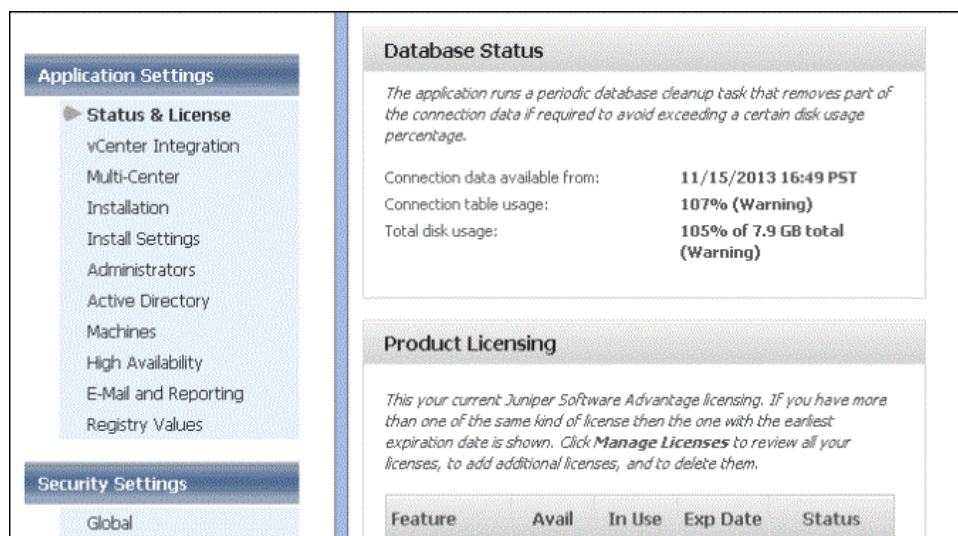 Application Settings
Status & License
vCenter Integration
Multi-Center
Installation
Install Settings
Administrators
Active Directory
Machines
High Availability
E-Mail and Reporting
Registry Values
Security Settings
Global
Database Status
The application runs a periodic database cleanup task that removes part of
the connection data if required to avoid exceeding a certain disk usage
percentage.
Connection data available from: 11/15/2013 16:49 PST
Connection table usage: 107% (Warning)
Total disk usage: 105% of 7.9 GB total
(Warning)
Product Licensing
This your current Juniper Software Advantage licensing. If you have more
than one of the same kind of license then the one with the earliest
expiration date is shown. Click Manage Licenses to review all your
licenses, to add additional licenses, and to delete them.
Feature Avail In Use Exp Date Status